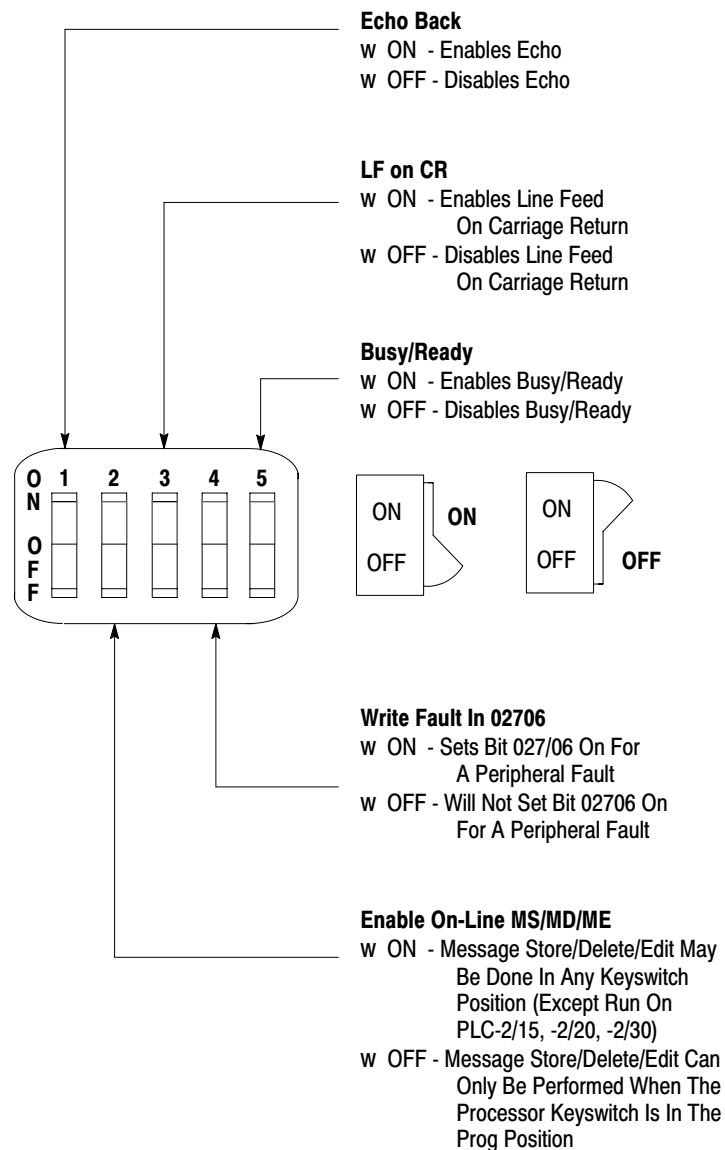 Echo Back
w ON - Enables Echo
w OFF - Disables Echo
LF on CR
w ON - Enables Line Feed
On Carriage Return
w OFF - Disables Line Feed
On Carriage Return
Busy/Ready
w ON - Enables Busy/Ready
w OFF - Disables Busy/Ready
ON OFF
1 2 3 4 5
ON
OFF
ON
ON
OFF
OFF
Write Fault In 02706
w ON - Sets Bit 027/06 On For
A Peripheral Fault
w OFF - Will Not Set Bit 02706 On
For A Peripheral Fault
Enable On-Line MS/MD/ME
w ON - Message Store/Delete/Edit May
Be Done In Any Keyswitch
Position (Except Run On
PLC-2/15, -2/20, -2/30)
w OFF - Message Store/Delete/Edit Can
Only Be Performed When The
Processor Keyswitch Is In The
Prog Position